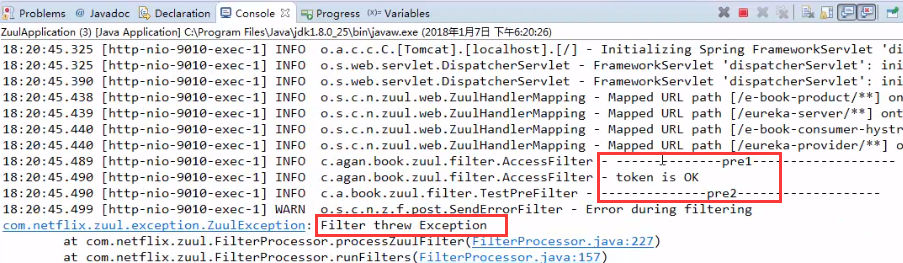 Problems @ Javadoc Declaration Console Progress (x)= Variables
ZuulApplication [Java Application] C:\Program Files\Java\jdk1.8.0_25\bin\javaw.exe (2018年1月7日 下午6:20:26)
18:20:45.325 [http-nio-9010-exec-1] INFO o.a.c.c.C.[Tomcat].[localhost].[/] - Initializing Spring FrameworkServlet 'di
18:20:45.325 [http-nio-9010-exec-1] INFO o.s.web.servlet.DispatcherServlet - FrameworkServlet 'dispatcherServlet': ini
18:20:45.390 [http-nio-9010-exec-1] INFO o.s.web.servlet.DispatcherServlet - FrameworkServlet 'dispatcherServlet': ini
18:20:45.438 [http-nio-9010-exec-1] INFO o.s.c.n.zuul.web.ZuulHandlerMapping - Mapped URL path [/e-book-product/**] on
18:20:45.439 [http-nio-9010-exec-1] INFO o.s.c.n.zuul.web.ZuulHandlerMapping - Mapped URL path [/eureka-server/**] ont
18:20:45.440 [http-nio-9010-exec-1] INFO o.s.c.n.zuul.web.ZuulHandlerMapping - Mapped URL path [/e-book-consumer-hystr
18:20:45.440 [http-nio-9010-exec-1] INFO o.s.c.n.zuul.web.ZuulHandlerMapping - Mapped URL path [/eureka-provider/**] o
18:20:45.489 [http-nio-9010-exec-1] INFO c.agan.book.zuul.filter.AccessFilter - ---------------pre1------------------
18:20:45.490 [http-nio-9010-exec-1] INFO c.agan.book.zuul.filter.AccessFilter - token is OK
18:20:45.490 [http-nio-9010-exec-1] INFO c.a.book.zuul.filter.TestPreFilter - ---------------pre2------------------
18:20:45.499 [http-nio-9010-exec-1] WARN o.s.c.n.z.f.post.SendErrorFilter - Error during filtering
com.netflix.zuul.exception.ZuulException: Filter threw Exception
at com.netflix.zuul.FilterProcessor.processZuulFilter(FilterProcessor.java:227)
at com.netflix.zuul.FilterProcessor.runFilters(FilterProcessor.java:157)